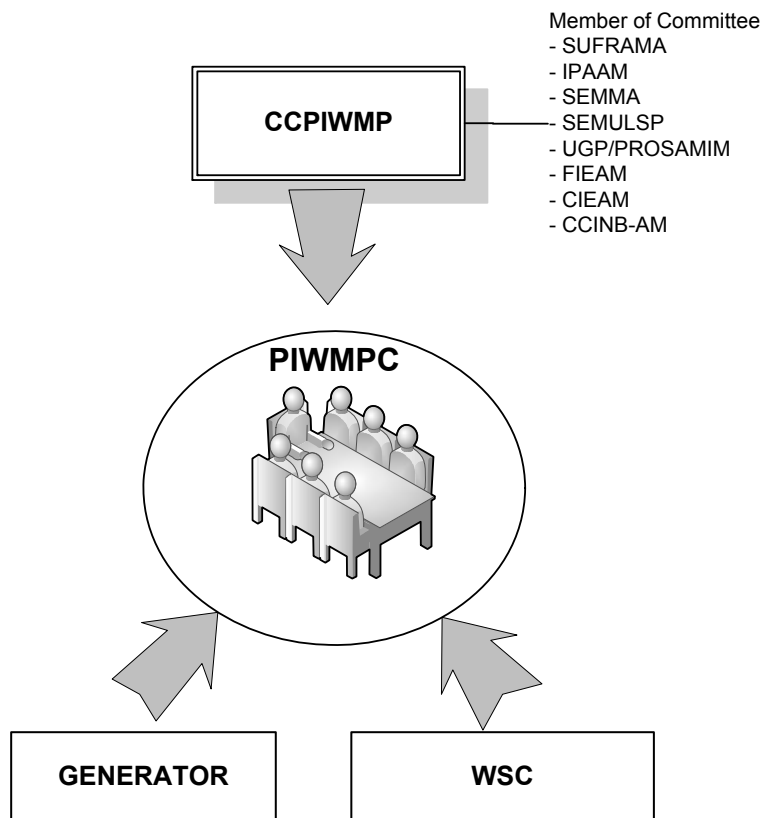 Member of Committee
- SUFRAMA
- IPAAM
- SEMMA
- SEMULSP
- UGP/PROSAMIM
- FIEAM
- CIEAM
- CCINB-AM
CCPIWMP
PIWMPC
GENERATOR
WSC